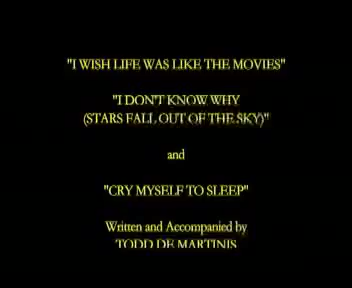 "I WISH LIFE WAS LIKE THE MOVIES"
"I DON'T KNOW WHY
(STARS FALL OUT OF THE SKY)"
and
"CRY MYSELF TO SLEEP"
Written and Accompanied by
TODD DE MARTINIS